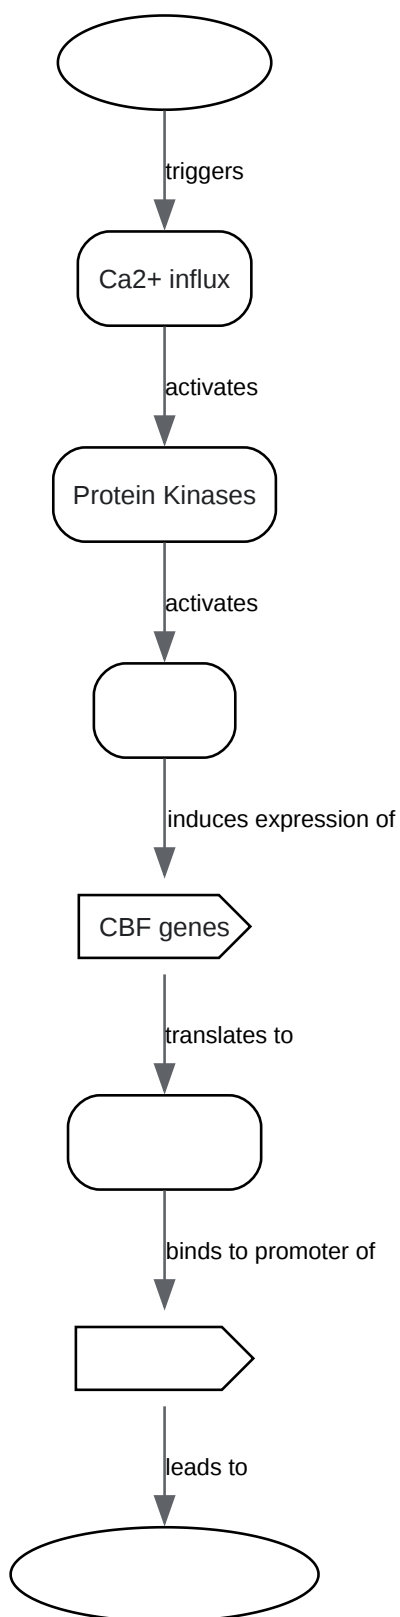 triggers
Ca2+ influx
activates
Protein Kinases
activates
induces expression of
CBF genes
translates to
binds to promoter of
leads to